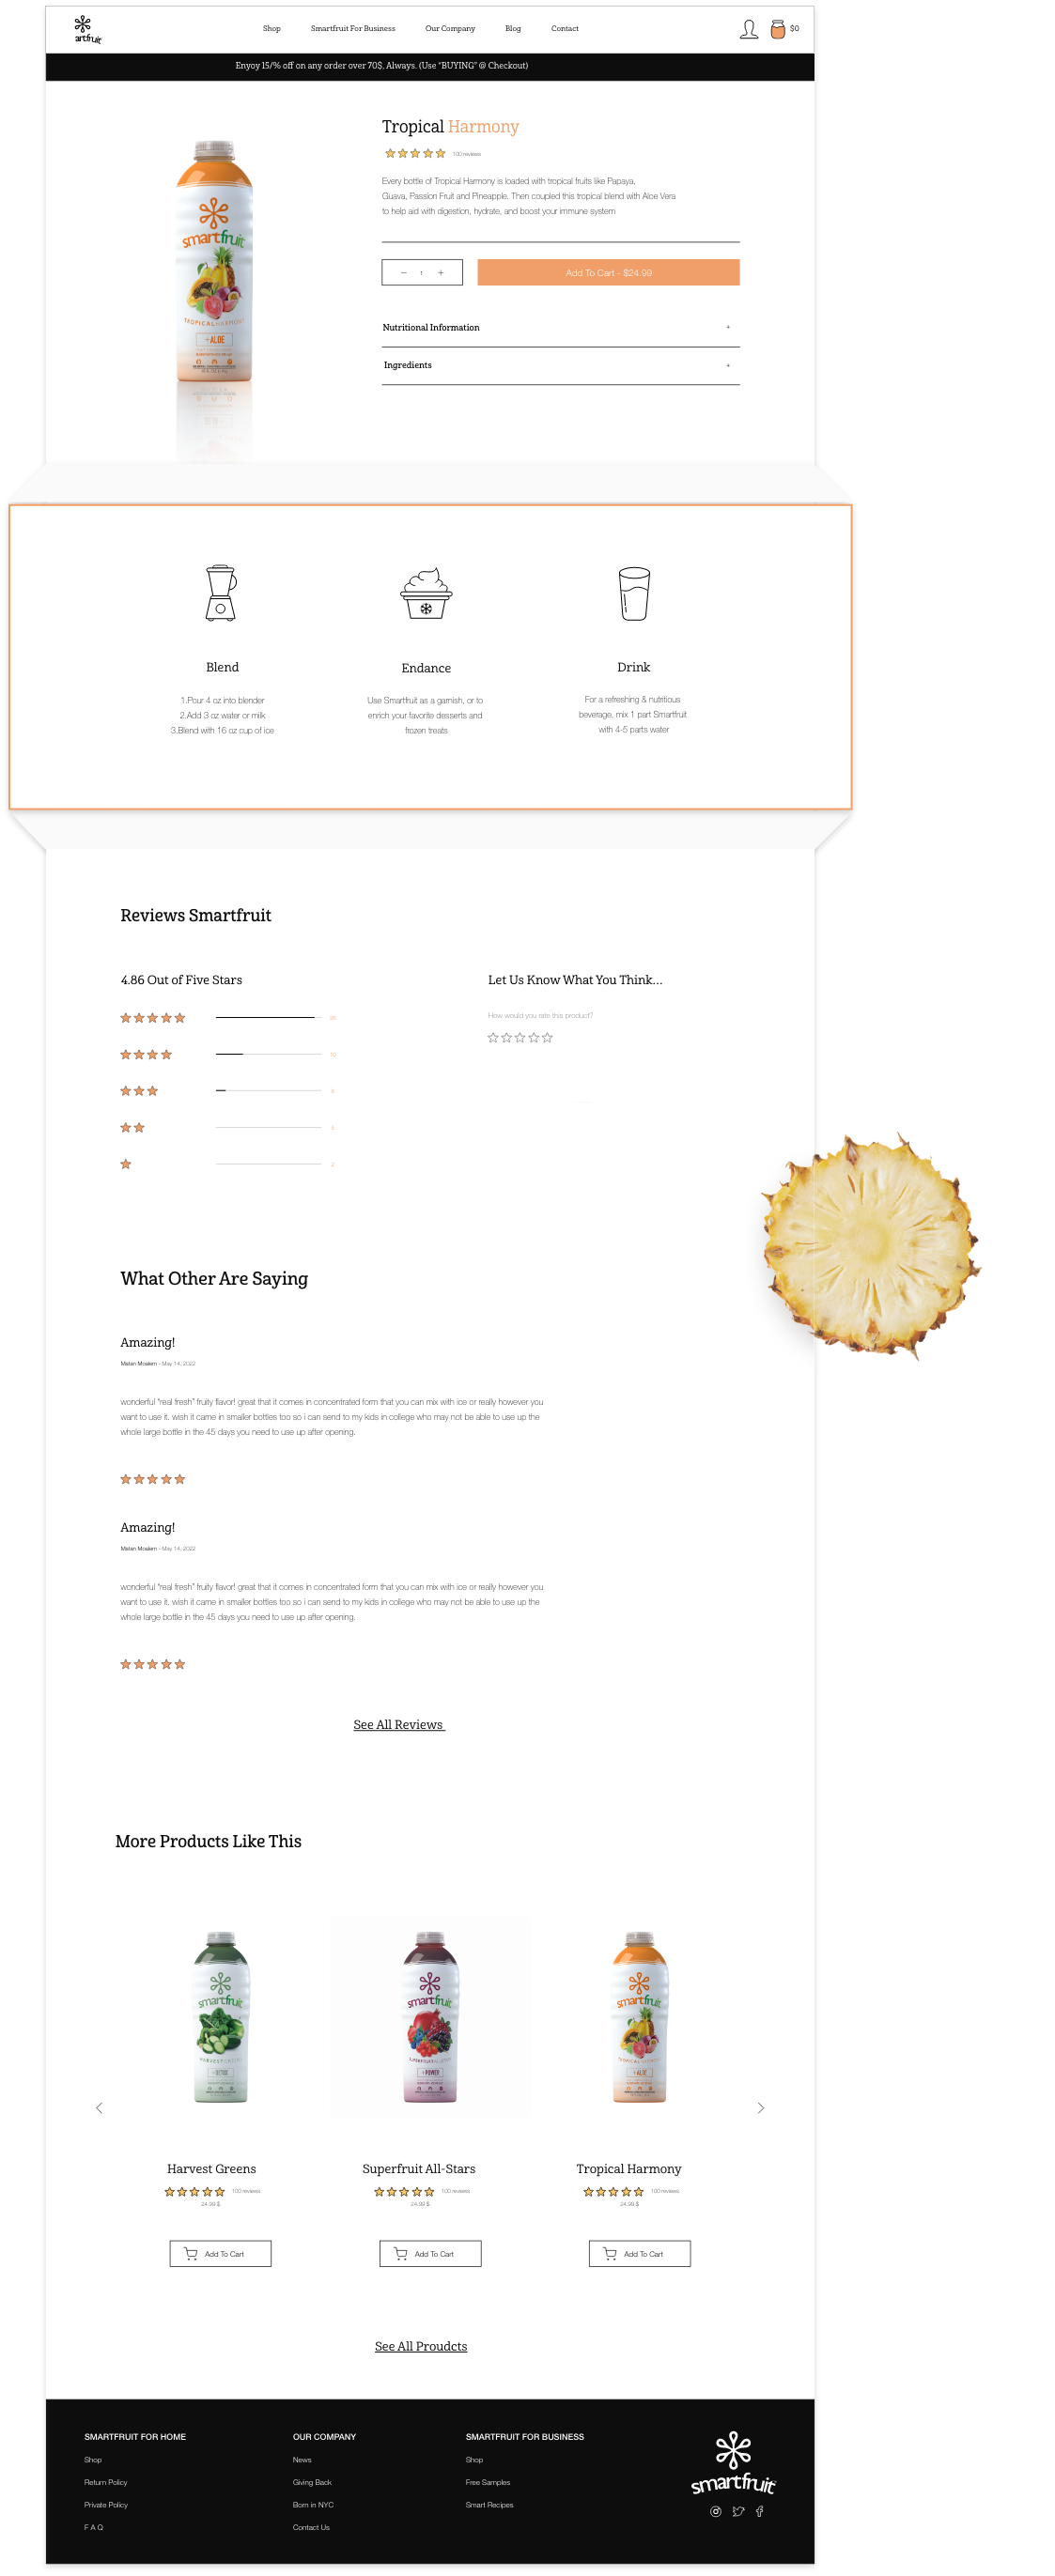 artfruit
Shop
Smartfruit For Business
Our Company
Blog
Contact
$0
Enyoy 15/% off on any order over 70$, Always. (Use "BUYING" @ Checkout)
Tropical Harmony
100 reviews
Every bottle of Tropical Harmony is loaded with tropical fruits like Papaya,
Guava, Passion Fruit and Pineapple. Then coupled this tropical blend with Aloe Vera
to help aid with digestion, hydrate, and boost your immune system
smartfruit
TROPICAL HARMONY
+ALOE
− 1 +
Add To Cart - $24.99
Nutritional Information +
Ingredients +
Blend
1.Pour 4 oz into blender
2.Add 3 oz water or milk
3.Blend with 16 oz cup of ice
Endance
Use Smartfruit as a garnish, or to
enrich your favorite desserts and
frozen treats
Drink
For a refreshing & nutritious
beverage, mix 1 part Smartfruit
with 4-5 parts water
Reviews Smartfruit
4.86 Out of Five Stars
Let Us Know What You Think...
How would you rate this product?
What Other Are Saying
Amazing!
Matan Moalem - May 14, 2022
wonderful "real fresh" fruity flavor! great that it comes in concentrated form that you can mix with ice or really however you
want to use it. wish it came in smaller bottles too so i can send to my kids in college who may not be able to use up the
whole large bottle in the 45 days you need to use up after opening.
Amazing!
Matan Moalem - May 14, 2022
wonderful "real fresh" fruity flavor! great that it comes in concentrated form that you can mix with ice or really however you
want to use it. wish it came in smaller bottles too so i can send to my kids in college who may not be able to use up the
whole large bottle in the 45 days you need to use up after opening.
See All Reviews
More Products Like This
smartfruit
HARVEST GREENS
+DETOX
smartfruit
SUPERFRUIT
+POWER
smartfruit
TROPICAL HARMONY
+ALOE
Harvest Greens
100 reviews
24.99 $
Add To Cart
Superfruit All-Stars
100 reviews
24.99 $
Add To Cart
Tropical Harmony
100 reviews
24.99 $
Add To Cart
See All Proudcts
SMARTFRUIT FOR HOME
Shop
Return Policy
Private Policy
F A Q
OUR COMPANY
News
Giving Back
Born in NYC
Contact Us
SMARTFRUIT FOR BUSINESS
Shop
Free Samples
Smart Recipes
smartfruit